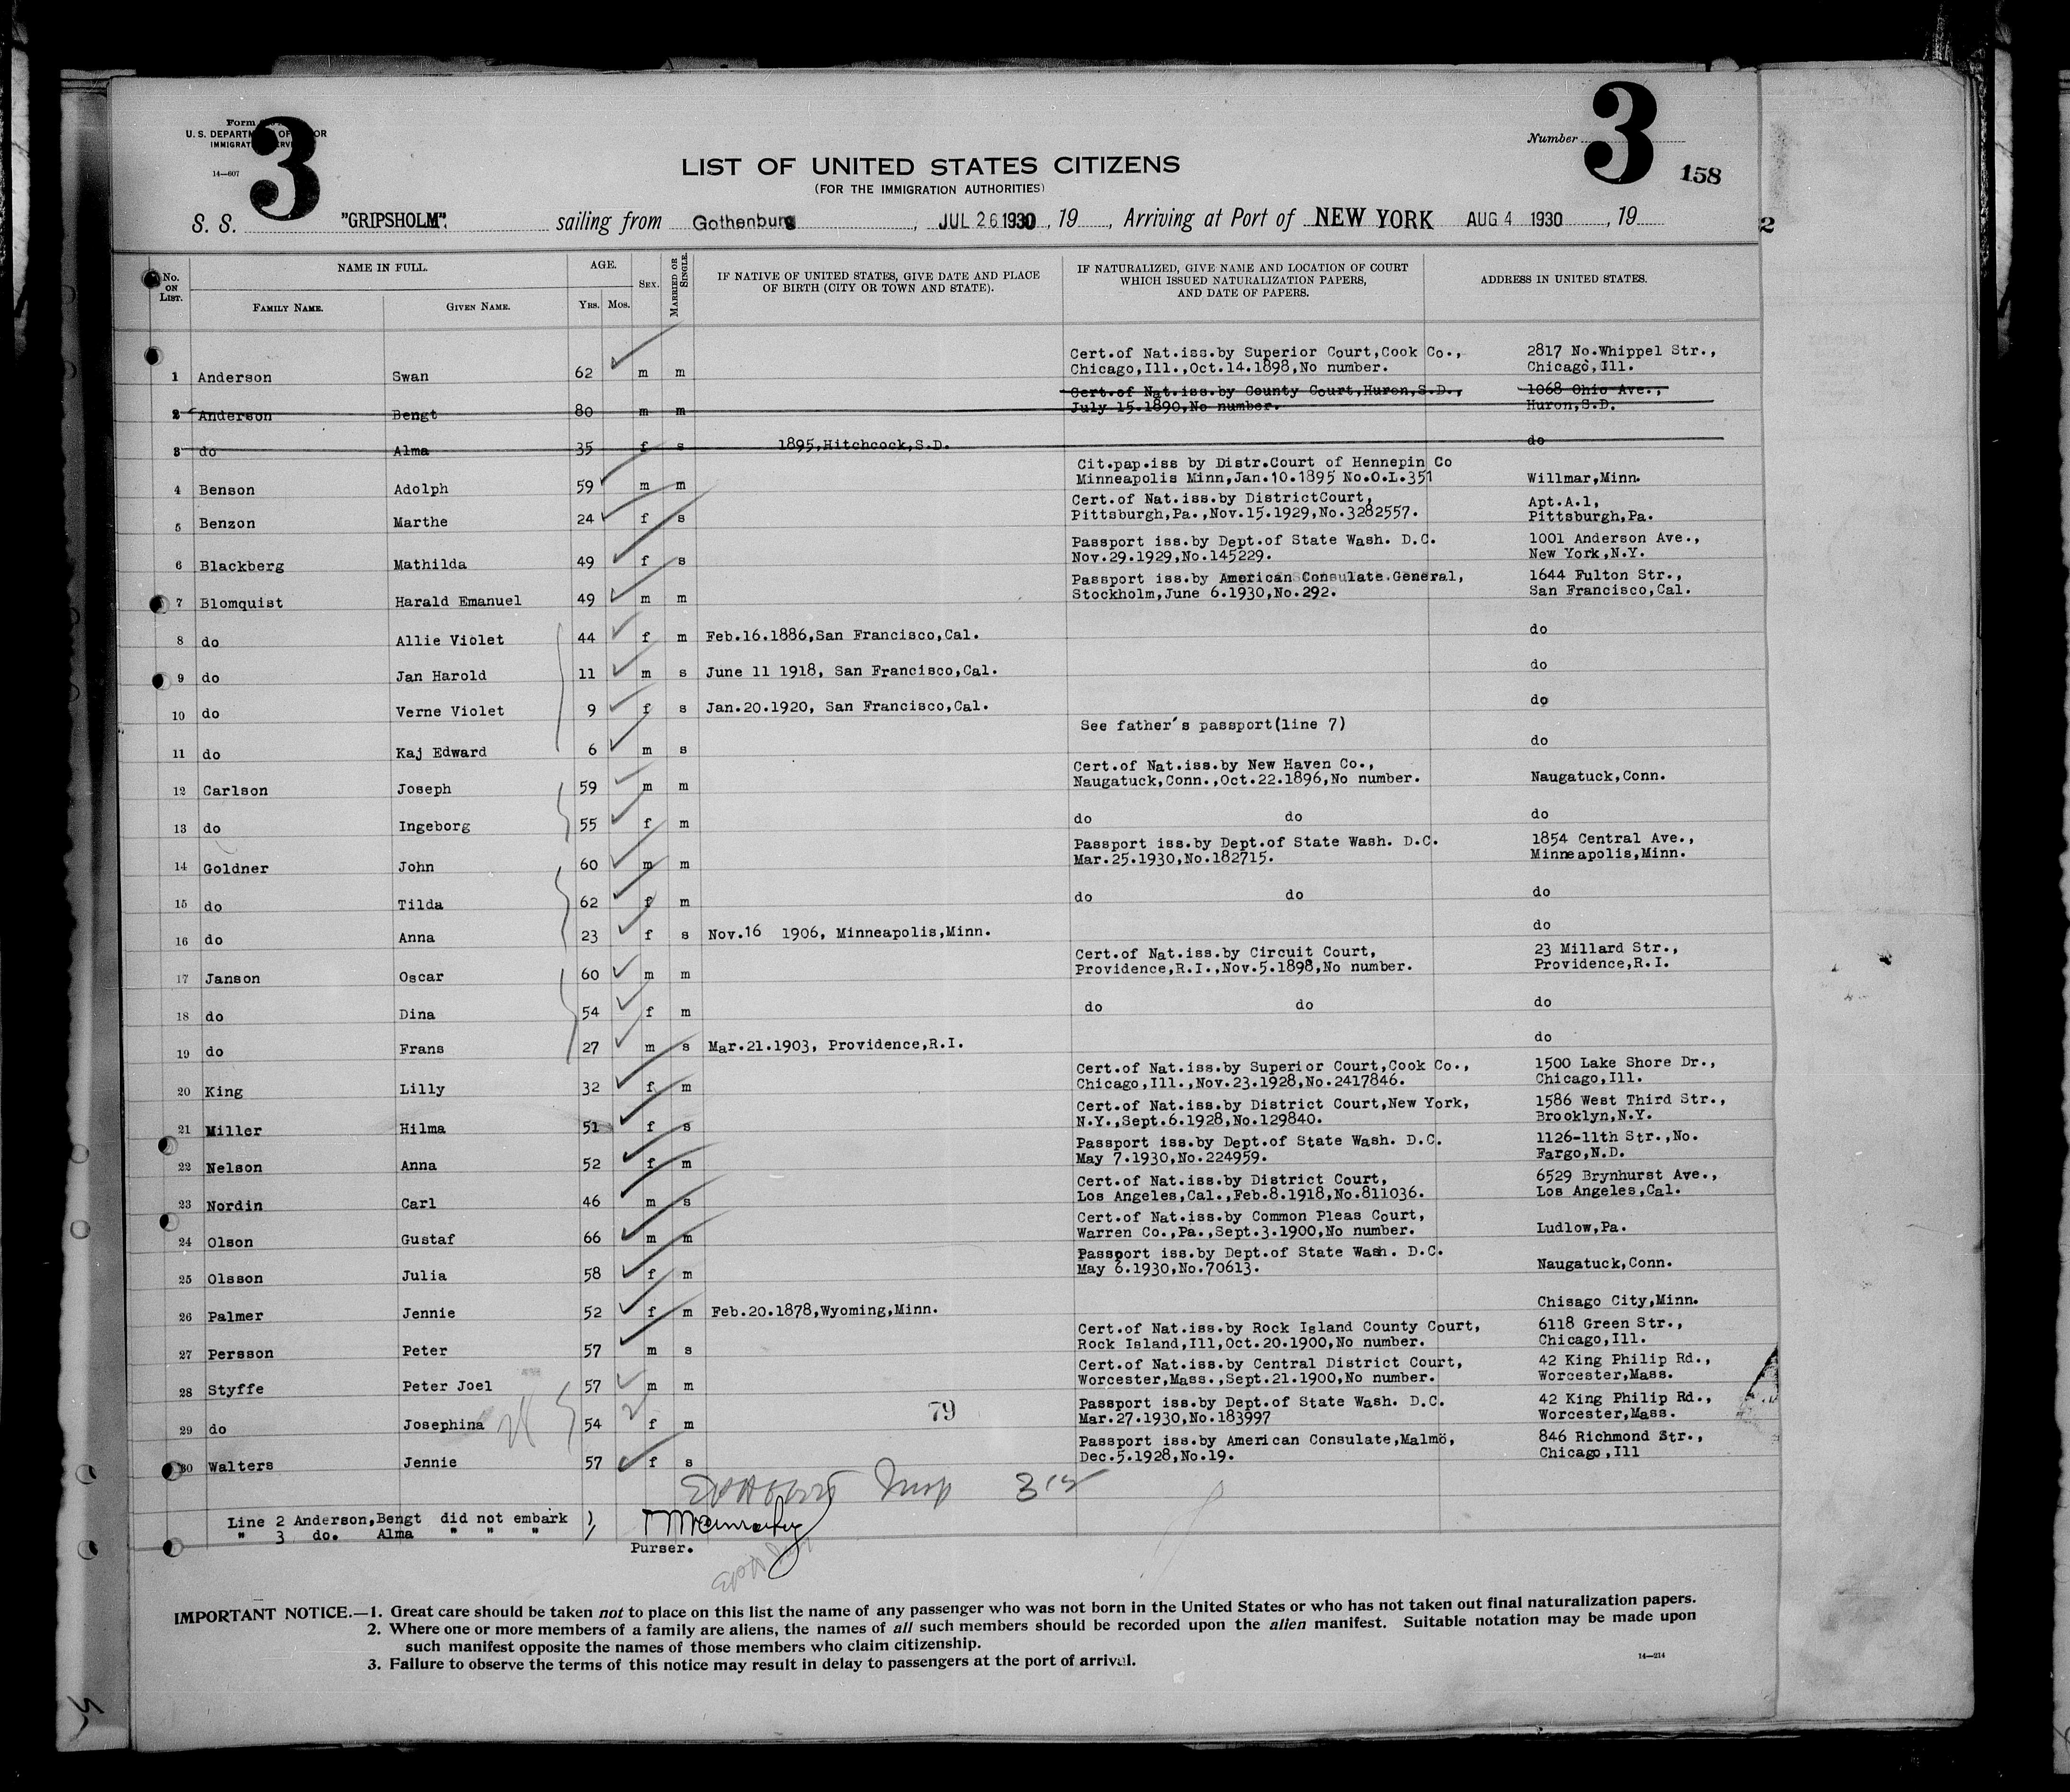 3
Form
U. S. DEPARTMENT OF LABOR
IMMIGRATION SERVICE
14—607
Number
3
158
LIST OF UNITED STATES CITIZENS
(FOR THE IMMIGRATION AUTHORITIES)
S. S. "GRIPSHOLM". sailing from Gothenburg, JUL 26 1930, 19, Arriving at Port of NEW YORK AUG 4 1930, 19
2
No. ON LIST. NAME IN FULL. AGE. SEX. MARRIED OR SINGLE. IF NATIVE OF UNITED STATES, GIVE DATE AND PLACE OF BIRTH (CITY OR TOWN AND STATE). IF NATURALIZED, GIVE NAME AND LOCATION OF COURT WHICH ISSUED NATURALIZATION PAPERS, AND DATE OF PAPERS. ADDRESS IN UNITED STATES.
FAMILY NAME. GIVEN NAME. YRS. MOS.
Cert.of Nat.iss.by Superior Court,Cook Co., 2817 No.Whippel Str.,
1 Anderson Swan 62 m m Chicago,Ill.,Oct.14.1898,No number. Chicago,Ill.
Cert.of Nat.iss.by County Court,Huron,S.D., 1068 Ohio Ave.,
2 Anderson Bengt 80 m m July 15.1890,No number. Huron,S.D.
3 do Alma 35 f s 1895,Hitchcock,S.D. do
Cit.pap.iss by Distr.Court of Hennepin Co
4 Benson Adolph 59 m m Minneapolis Minn,Jan.10.1895 No.O.L.351 Willmar,Minn.
Cert.of Nat.iss.by DistrictCourt, Apt.A.1,
5 Benzon Marthe 24 f s Pittsburgh,Pa.,Nov.15.1929,No.3282557. Pittsburgh,Pa.
Passport iss.by Dept.of State Wash. D.C. 1001 Anderson Ave.,
6 Blackberg Mathilda 49 f s Nov.29.1929,No.145229. New York,N.Y.
Passport iss.by American Consulate General, 1644 Fulton Str.,
7 Blomquist Harald Emanuel 49 m m Stockholm,June 6.1930,No.292. San Francisco,Cal.
8 do Allie Violet 44 f m Feb.16.1886,San Francisco,Cal. do
9 do Jan Harold 11 m s June 11 1918, San Francisco,Cal. do
10 do Verne Violet 9 f s Jan.20.1920, San Francisco,Cal. do
See father's passport(line 7)
11 do Kaj Edward 6 m s do
Cert.of Nat.iss.by New Haven Co.,
12 Carlson Joseph 59 m m Naugatuck,Conn.,Oct.22.1896,No number. Naugatuck,Conn.
13 do Ingeborg 55 f m do do do
Passport iss.by Dept.of State Wash. D.C. 1854 Central Ave.,
14 Goldner John 60 m m Mar.25.1930,No.182715. Minneapolis,Minn.
15 do Tilda 62 f m do do do
16 do Anna 23 f s Nov.16 1906, Minneapolis,Minn. do
Cert.of Nat.iss.by Circuit Court, 23 Millard Str.,
17 Janson Oscar 60 m m Providence,R.I.,Nov.5.1898,No number. Providence,R.I.
18 do Dina 54 f m do do do
19 do Frans 27 m s Mar.21.1903, Providence,R.I. do
Cert.of Nat.iss.by Superior Court,Cook Co., 1500 Lake Shore Dr.,
20 King Lilly 32 f m Chicago,Ill.,Nov.23.1928,No.2417846. Chicago,Ill.
Cert.of Nat.iss.by District Court,New York, 1586 West Third Str.,
21 Miller Hilma 51 f s N.Y.,Sept.6.1928,No.129840. Brooklyn,N.Y.
Passport iss.by Dept.of State Wash. D.C. 1126-11th Str.,No.
22 Nelson Anna 52 f m May 7.1930,No.224959. Fargo,N.D.
Cert.of Nat.iss.by District Court, 6529 Brynhurst Ave.,
23 Nordin Carl 46 m s Los Angeles,Cal.,Feb.8.1918,No.811036. Los Angeles,Cal.
Cert.of Nat.iss.by Common Pleas Court,
24 Olson Gustaf 66 m m Warren Co.,Pa.,Sept.3.1900,No number. Ludlow,Pa.
Passport iss.by Dept.of State Wash. D.C.
25 Olsson Julia 58 f m May 6.1930,No.70613. Naugatuck,Conn.
26 Palmer Jennie 52 f m Feb.20.1878,Wyoming,Minn. Chisago City,Minn.
Cert.of Nat.iss.by Rock Island County Court, 6118 Green Str.,
27 Persson Peter 57 m s Rock Island,Ill,Oct.20.1900,No number. Chicago,Ill.
Cert.of Nat.iss.by Central District Court, 42 King Philip Rd.,
28 Styffe Peter Joel 57 m m Worcester,Mass.,Sept.21.1900,No number. Worcester,Mass.
Passport iss.by Dept.of State Wash. D.C. 42 King Philip Rd.,
29 do Josephina 54 f m 79 Mar.27.1930,No.183997 Worcester,Mass.
Passport iss.by American Consulate,Malmö, 846 Richmond Str.,
30 Walters Jennie 57 f s Dec.5.1928,No.19. Chicago,Ill
Line 2 Anderson,Bengt did not embark
" 3 do. Alma " " "
Purser.
IMPORTANT NOTICE.—1. Great care should be taken not to place on this list the name of any passenger who was not born in the United States or who has not taken out final naturalization papers.
2. Where one or more members of a family are aliens, the names of all such members should be recorded upon the alien manifest. Suitable notation may be made upon
such manifest opposite the names of those members who claim citizenship.
3. Failure to observe the terms of this notice may result in delay to passengers at the port of arrival.
14—214